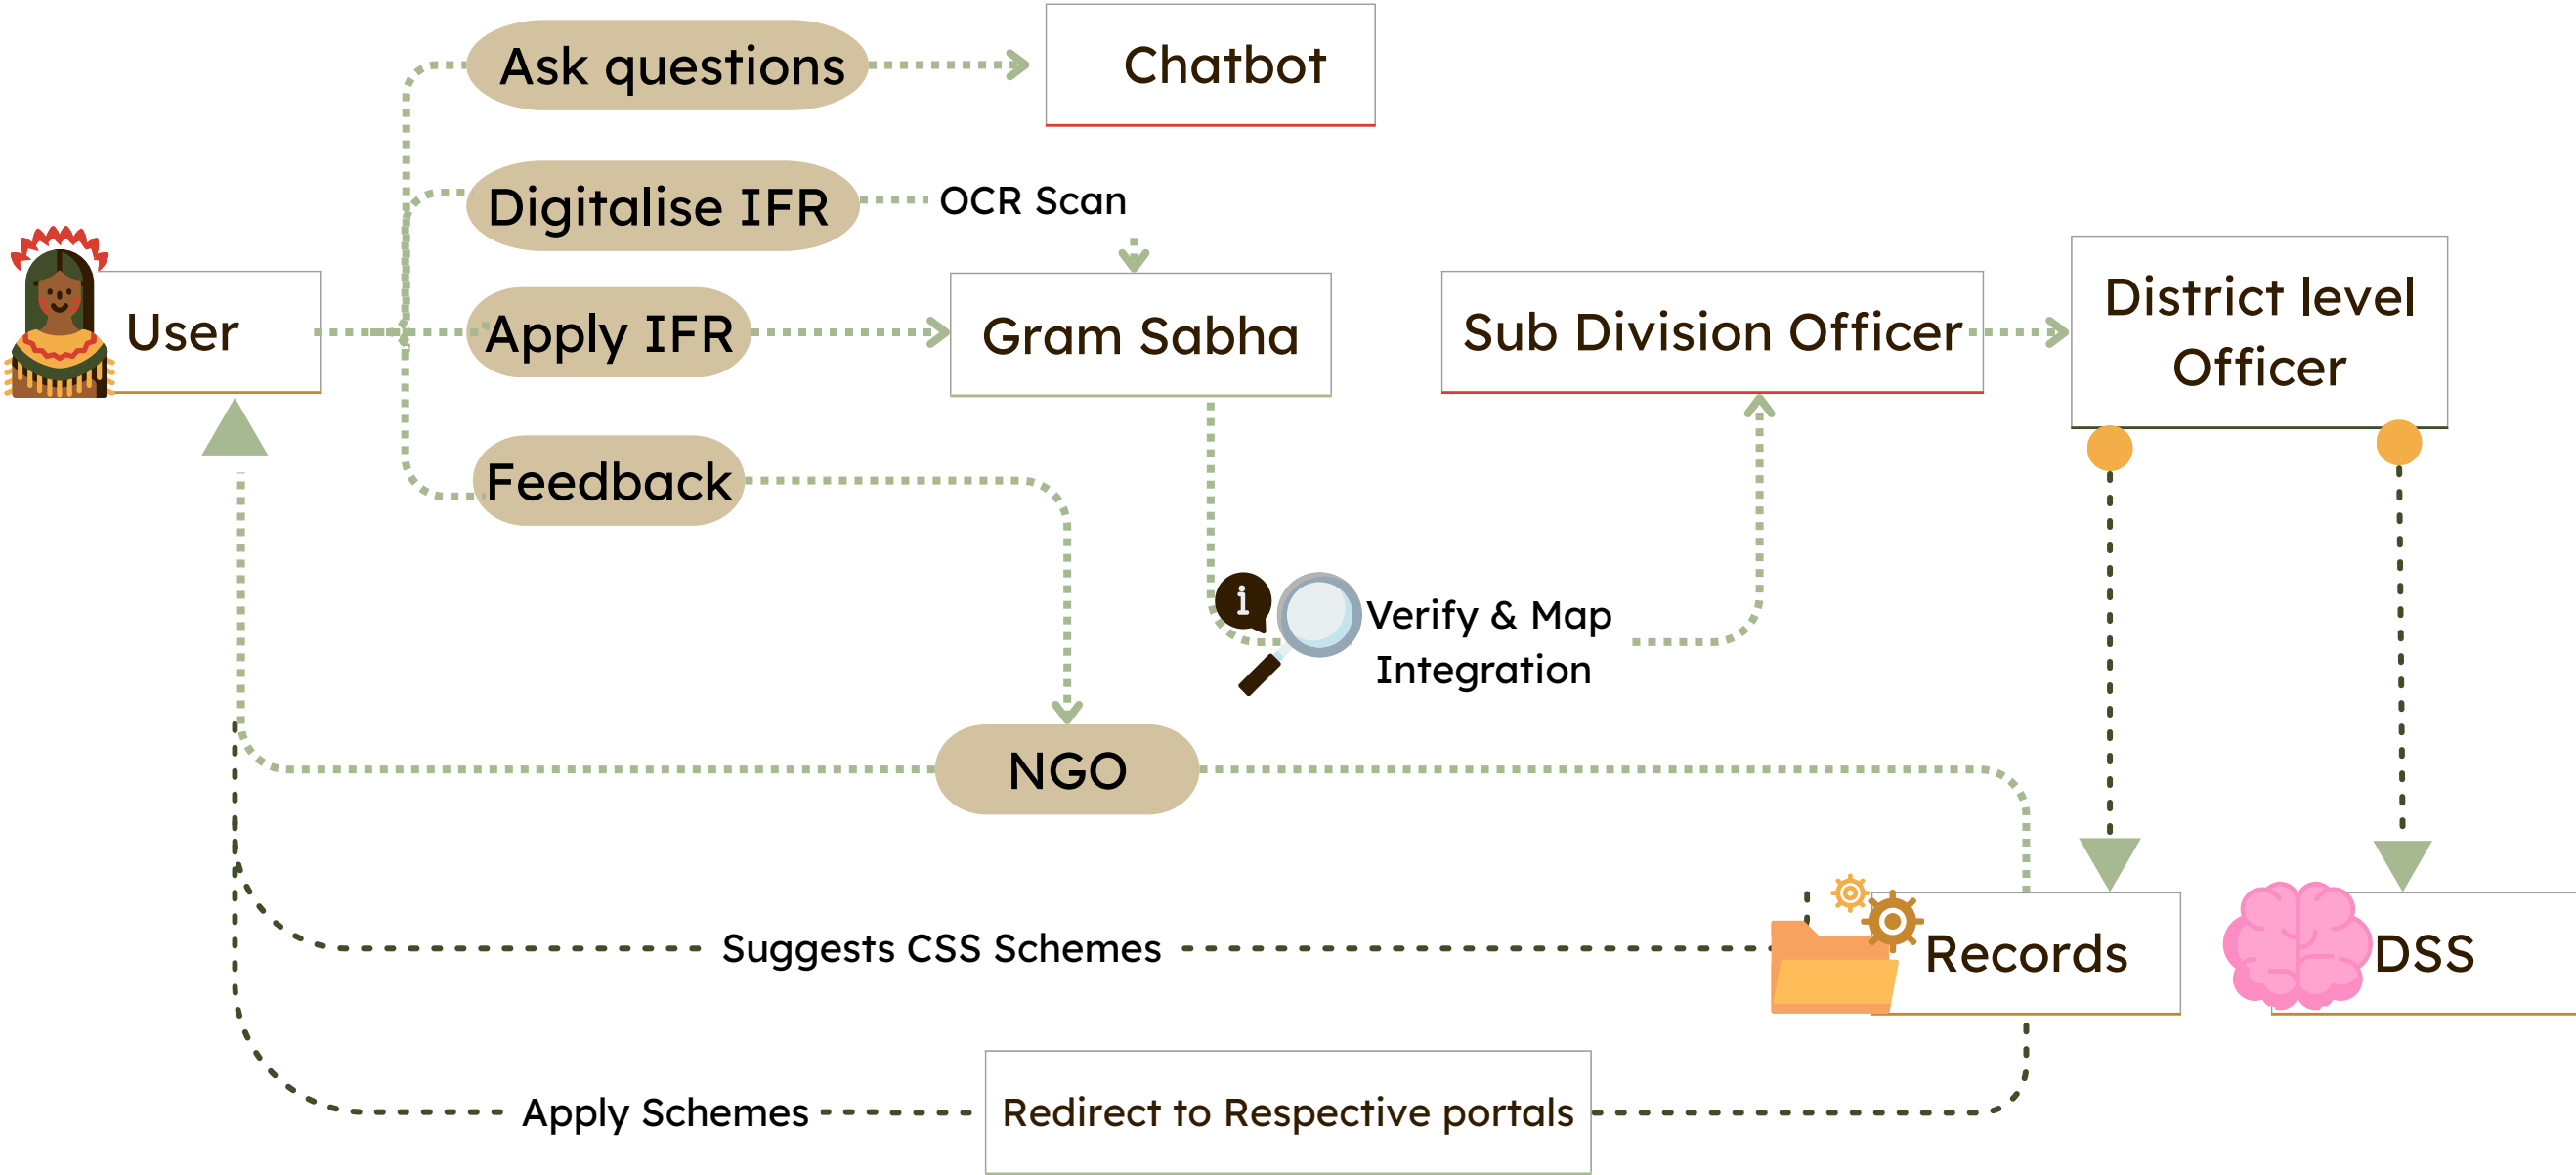 Ask questions
Chatbot
Digitalise IFR
OCR Scan
User
Apply IFR
Gram Sabha
Sub Division Officer
District level
Officer
Feedback
i
Verify & Map
Integration
NGO
Suggests CSS Schemes
Records
DSS
Apply Schemes
Redirect to Respective portals